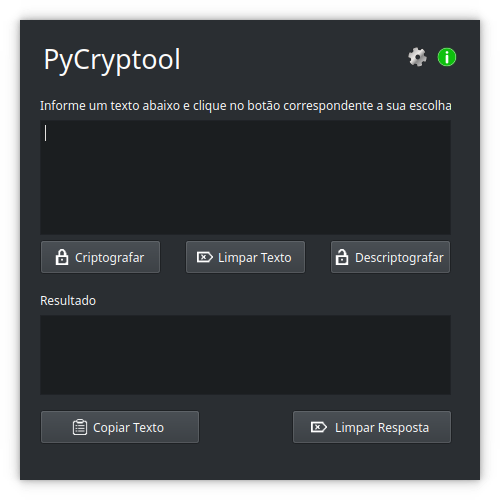 PyCryptool
Informe um texto abaixo e clique no botão correspondente a sua escolha
Criptografar
Limpar Texto
Descriptografar
Resultado
Copiar Texto
Limpar Resposta